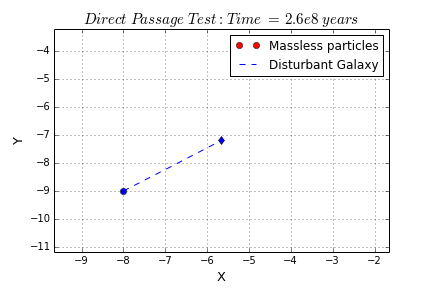 Direct Passage Test: Time = 2.6e8 years
Massless particles
Disturbant Galaxy
−4
−5
−6
−7
−8
−9
−10
−11
Y
−9 −8 −7 −6 −5 −4 −3 −2
X